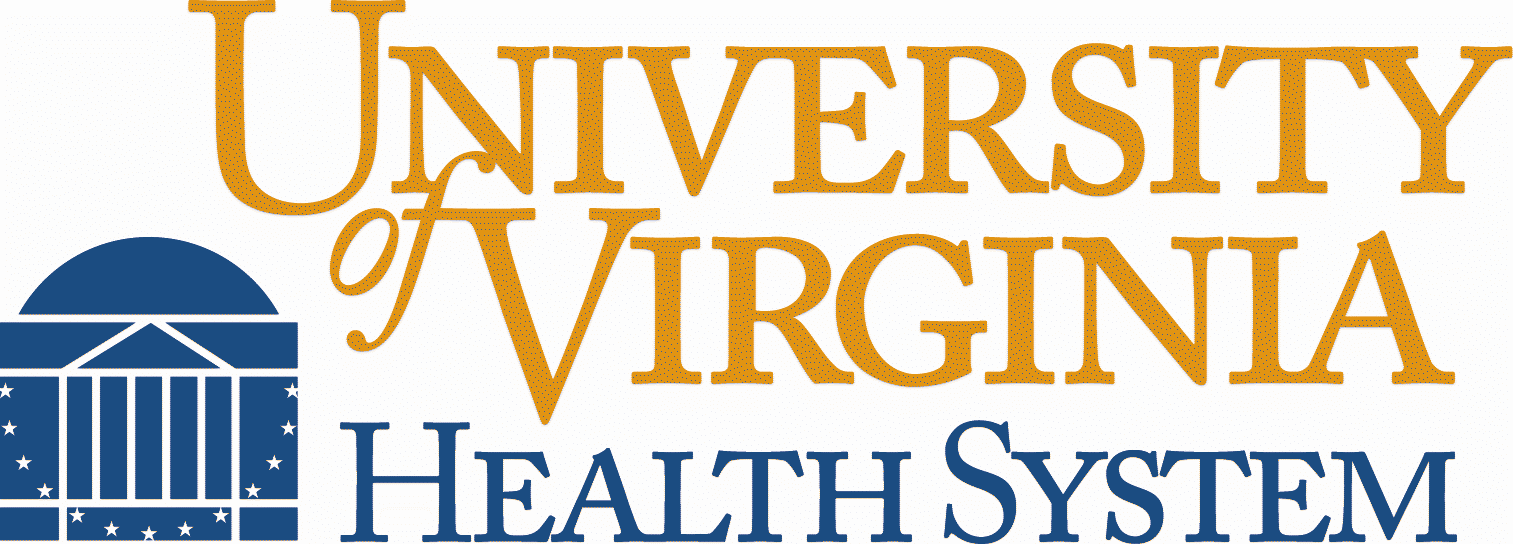 UNIVERSITY
of VIRGINIA
HEALTH SYSTEM